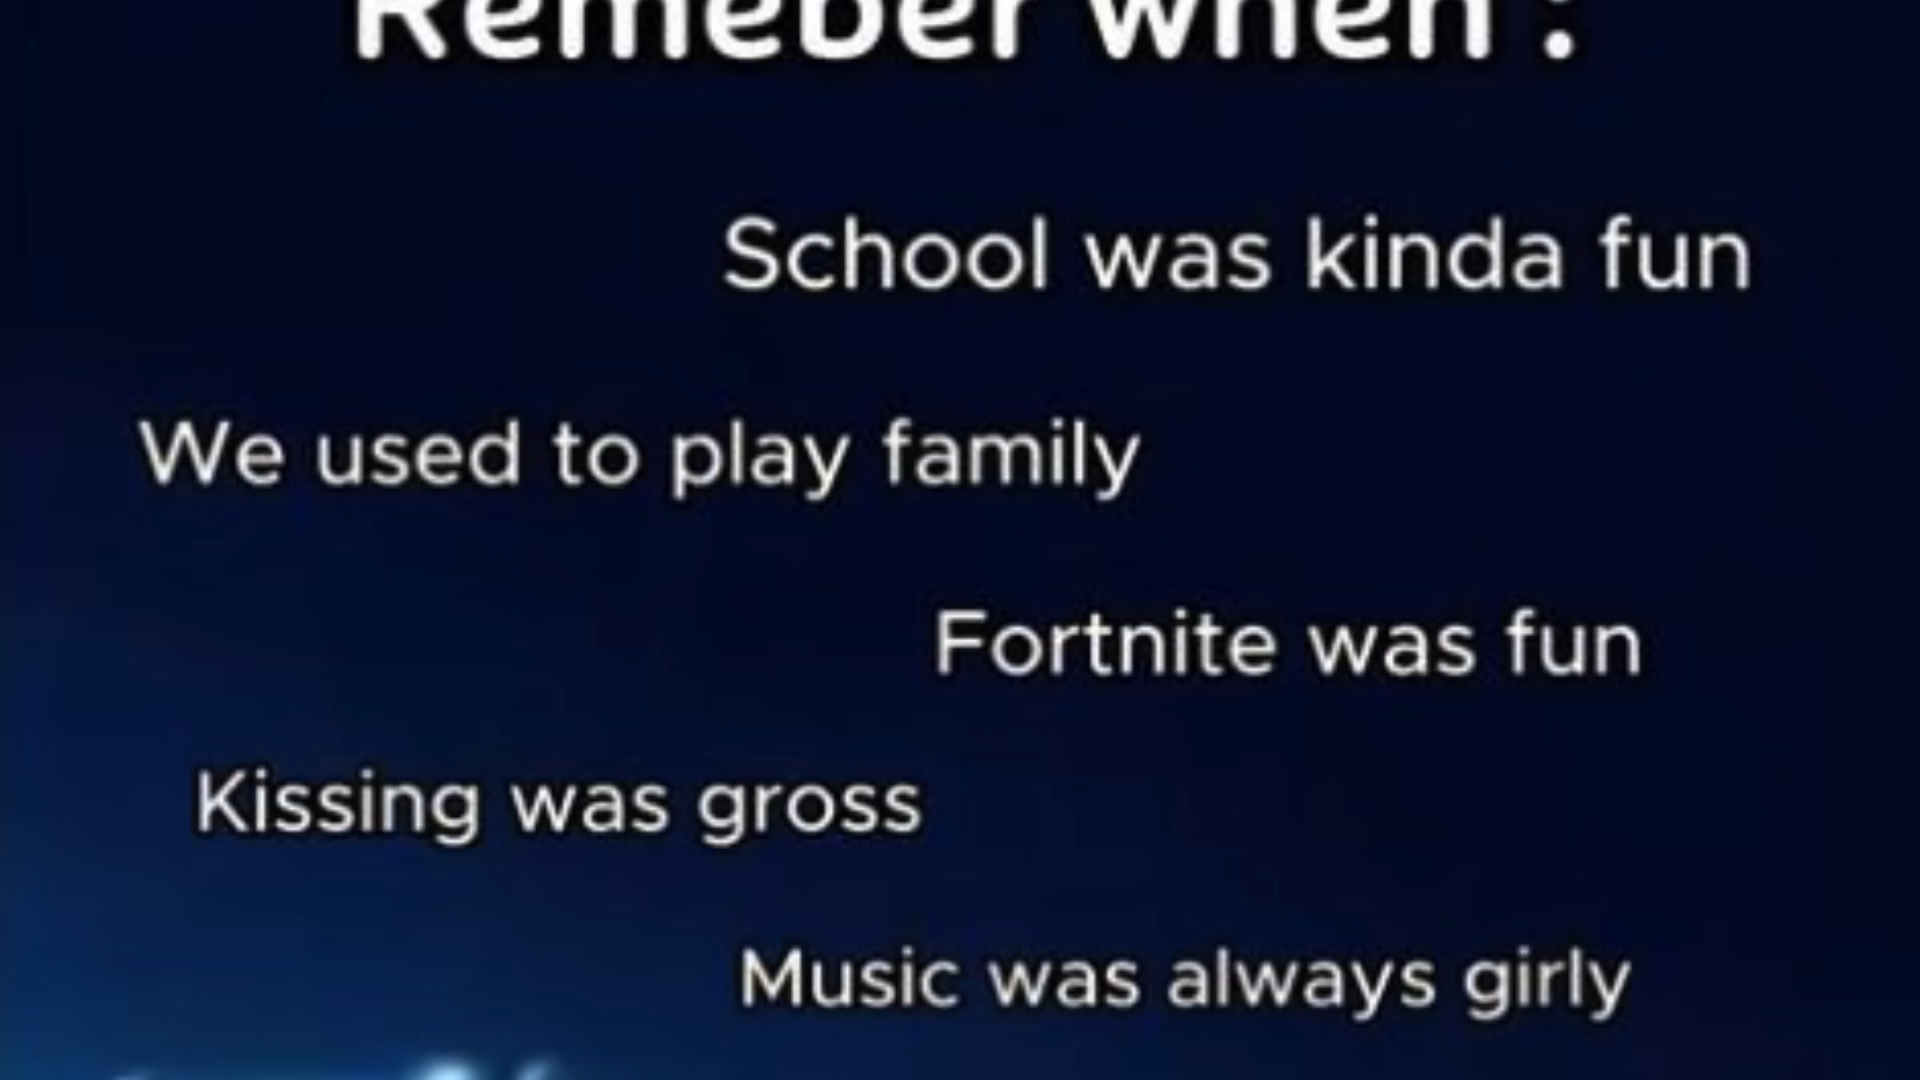 Remeber when :
School was kinda fun
We used to play family
Fortnite was fun
Kissing was gross
Music was always girly